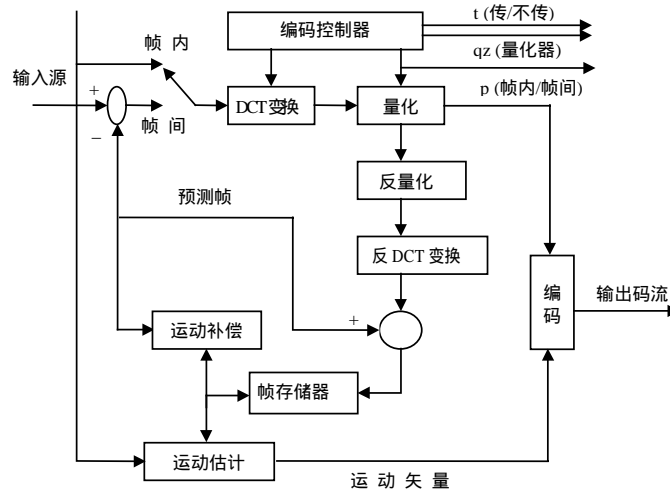 t (传/不传)
帧 内
编码控制器
qz (量化器)
输入源
p (帧内/帧间)
+
DCT变换
量化
帧 间
−
反量化
预测帧
反 DCT 变换
编
码
输出码流
+
运动补偿
帧存储器
运动估计
运 动 矢 量